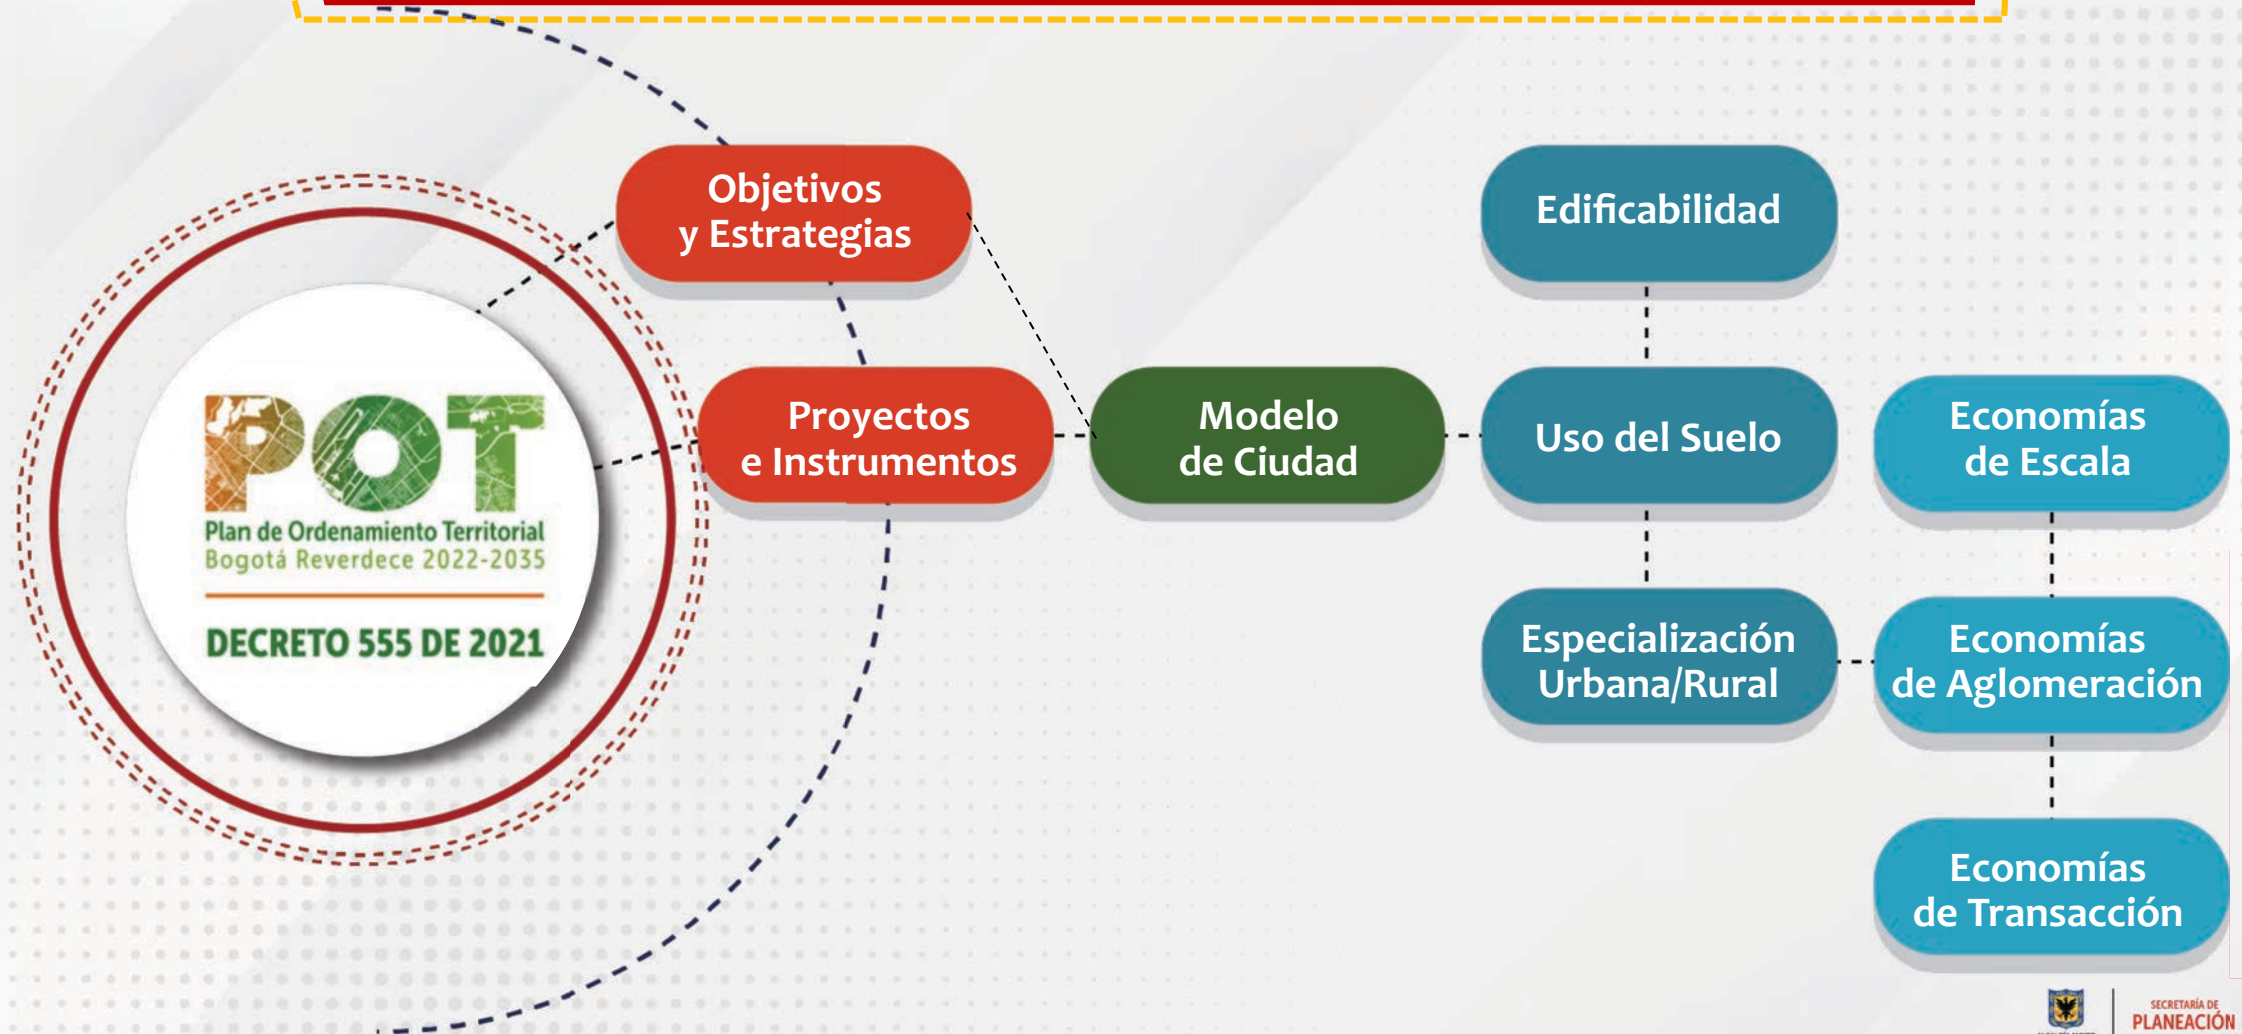 POT
Plan de Ordenamiento Territorial
Bogotá Reverdece 2022-2035
DECRETO 555 DE 2021
Objetivos
y Estrategias
Proyectos
e Instrumentos
Modelo
de Ciudad
Edificabilidad
Uso del Suelo
Especialización
Urbana/Rural
Economías
de Escala
Economías
de Aglomeración
Economías
de Transacción
SECRETARÍA DE
PLANEACIÓN